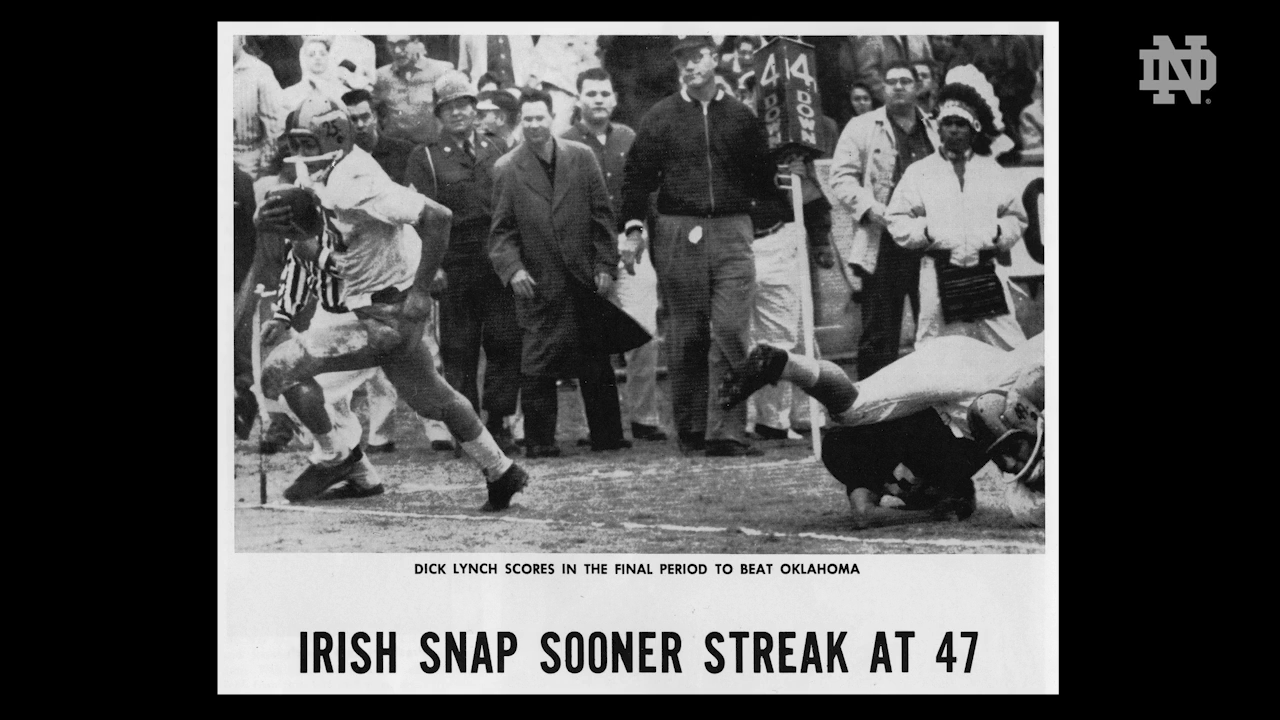 4 4
DOWN DOWN
25
ND
DICK LYNCH SCORES IN THE FINAL PERIOD TO BEAT OKLAHOMA
IRISH SNAP SOONER STREAK AT 47